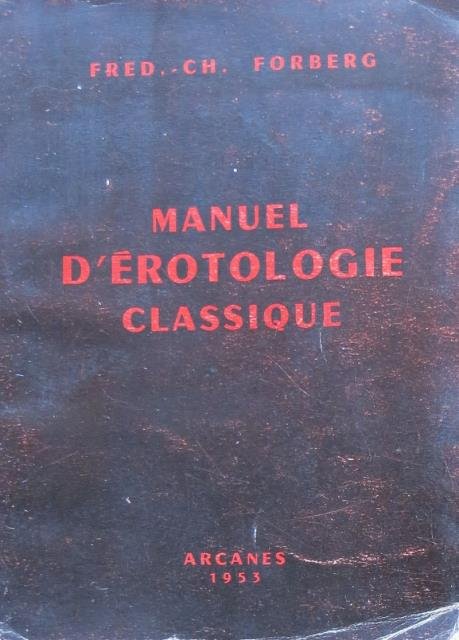 FRED.-CH. FORBERG
MANUEL
D'ÉROTOLOGIE
CLASSIQUE
ARCANES
1953